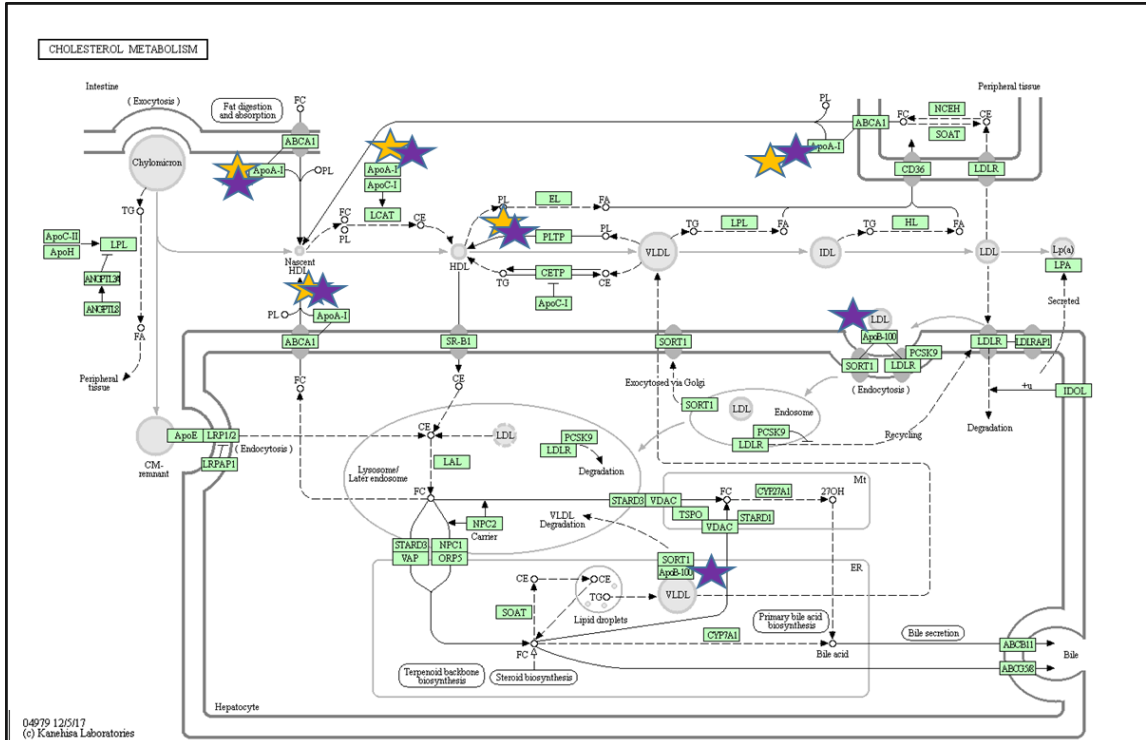 CHOLESTEROL METABOLISM
Intestine
( Exocytosis )
Fat digestion
and absorption
FC
ABCA1
ApoA-I
PL
Chylomicron
TG
ApoC-II
ApoH
LPL
ANGPTL8
FA
Peripheral
tissue
ApoA-I
ApoC-I
LCAT
FC
PL
CE
Nascent
HDL
PL
ApoA-I
ABCA1
FC
HDL
PL
EL
FA
PLTP
PL
CETP
TG
CE
ApoC-I
VLDL
TG
LPL
FA
IDL
TG
HL
FA
LDL
Lp(a)
LPA
Secreted
Peripheral tissue
PL
ApoA-I
ABCA1
FC
NCEH
CE
SOAT
CD36
LDLR
SR-B1
CE
SORT1
Exocytosed via Golgi
LDL
ApoB-100
SORT1
LDLR
PCSK9
( Endocytosis )
LDLR
LDLRAP1
+u
IDOL
Degradation
SORT1
LDL
Endosome
PCSK9
LDLR
Recycling
CM-
remnant
ApoE
LRP1/2
( Endocytosis )
LRPAP1
CE
LDL
LAL
Lysosome/
Later endosome
FC
PCSK9
LDLR
Degradation
NPC2
Carrier
STARD3
VAP
NPC1
ORP5
STARD3
VDAC
TSPO
VDAC
STARD1
FC
CYP27A1
27OH
Mt
VLDL
Degradation
SORT1
ApoB-100
VLDL
ER
CE
CE
TG
Lipid droplets
SOAT
FC
CYP7A1
Primary bile acid
biosynthesis
Bile acid
Bile secretion
ABCB11
ABCG5/8
Bile
Terpenoid backbone
biosynthesis
Steroid biosynthesis
Hepatocyte
04979 12/5/17
(c) Kanehisa Laboratories